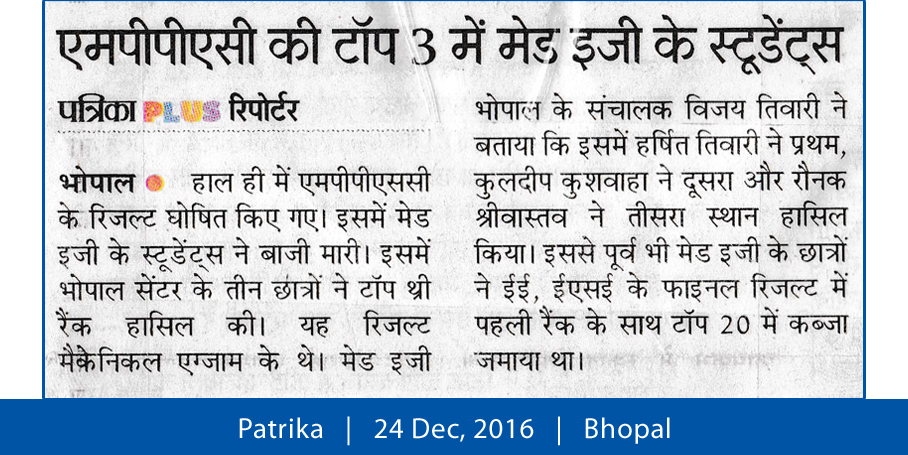 एमपीपीएसी की टॉप 3 में मेड इजी के स्टूडेंट्स
पत्रिका PLUS रिपोर्टर
भोपाल ● हाल ही में एमपीपीएससी
के रिजल्ट घोषित किए गए। इसमें मेड
इजी के स्टूडेंट्स ने बाजी मारी। इसमें
भोपाल सेंटर के तीन छात्रों ने टॉप थ्री
रैंक हासिल की। यह रिजल्ट
मैकेनिकल एग्जाम के थे। मेड इजी
भोपाल के संचालक विजय तिवारी ने
बताया कि इसमें हर्षित तिवारी ने प्रथम,
कुलदीप कुशवाहा ने दूसरा और रौनक
श्रीवास्तव ने तीसरा स्थान हासिल
किया। इससे पूर्व भी मेड इजी के छात्रों
ने ईई, ईएसई के फाइनल रिजल्ट में
पहली रैंक के साथ टॉप 20 में कब्जा
जमाया था।
Patrika | 24 Dec, 2016 | Bhopal